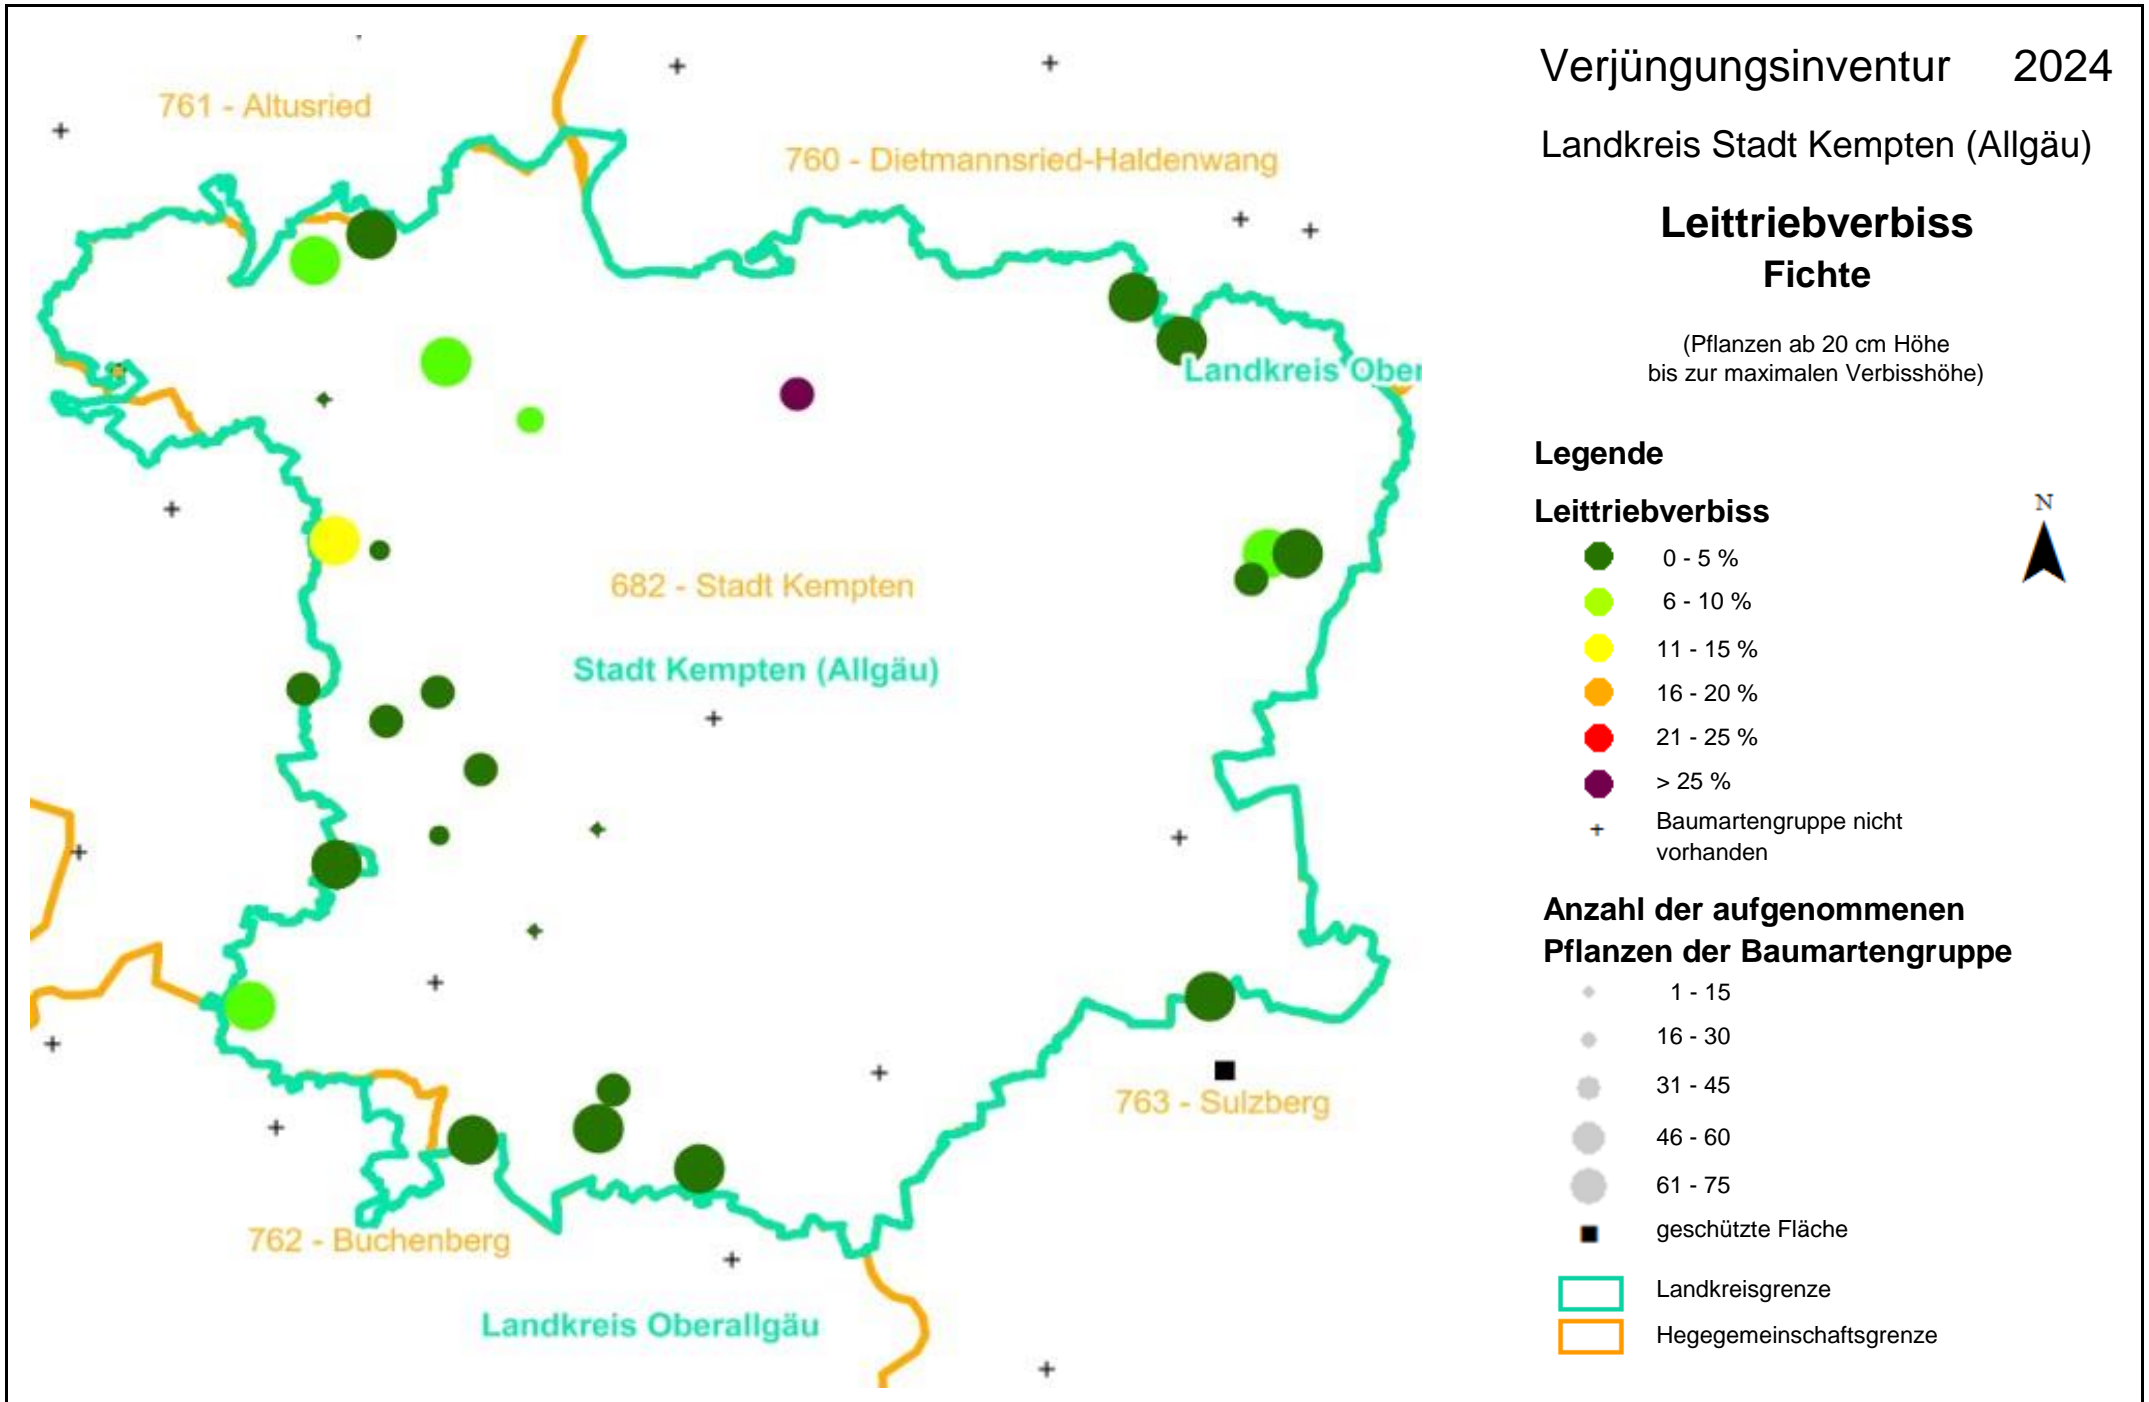 Verjüngungsinventur 2024
Landkreis Stadt Kempten (Allgäu)
Leittriebverbiss
Fichte
(Pflanzen ab 20 cm Höhe
bis zur maximalen Verbisshöhe)
Legende
Leittriebverbiss
N
0 - 5 %
6 - 10 %
11 - 15 %
16 - 20 %
21 - 25 %
> 25 %
Baumartengruppe nicht
vorhanden
Anzahl der aufgenommenen
Pflanzen der Baumartengruppe
1 - 15
16 - 30
31 - 45
46 - 60
61 - 75
geschützte Fläche
Landkreisgrenze
Hegegemeinschaftsgrenze
761 - Altusried
760 - Dietmannsried-Haldenwang
Landkreis Ober
682 - Stadt Kempten
Stadt Kempten (Allgäu)
763 - Sulzberg
762 - Buchenberg
Landkreis Oberallgäu